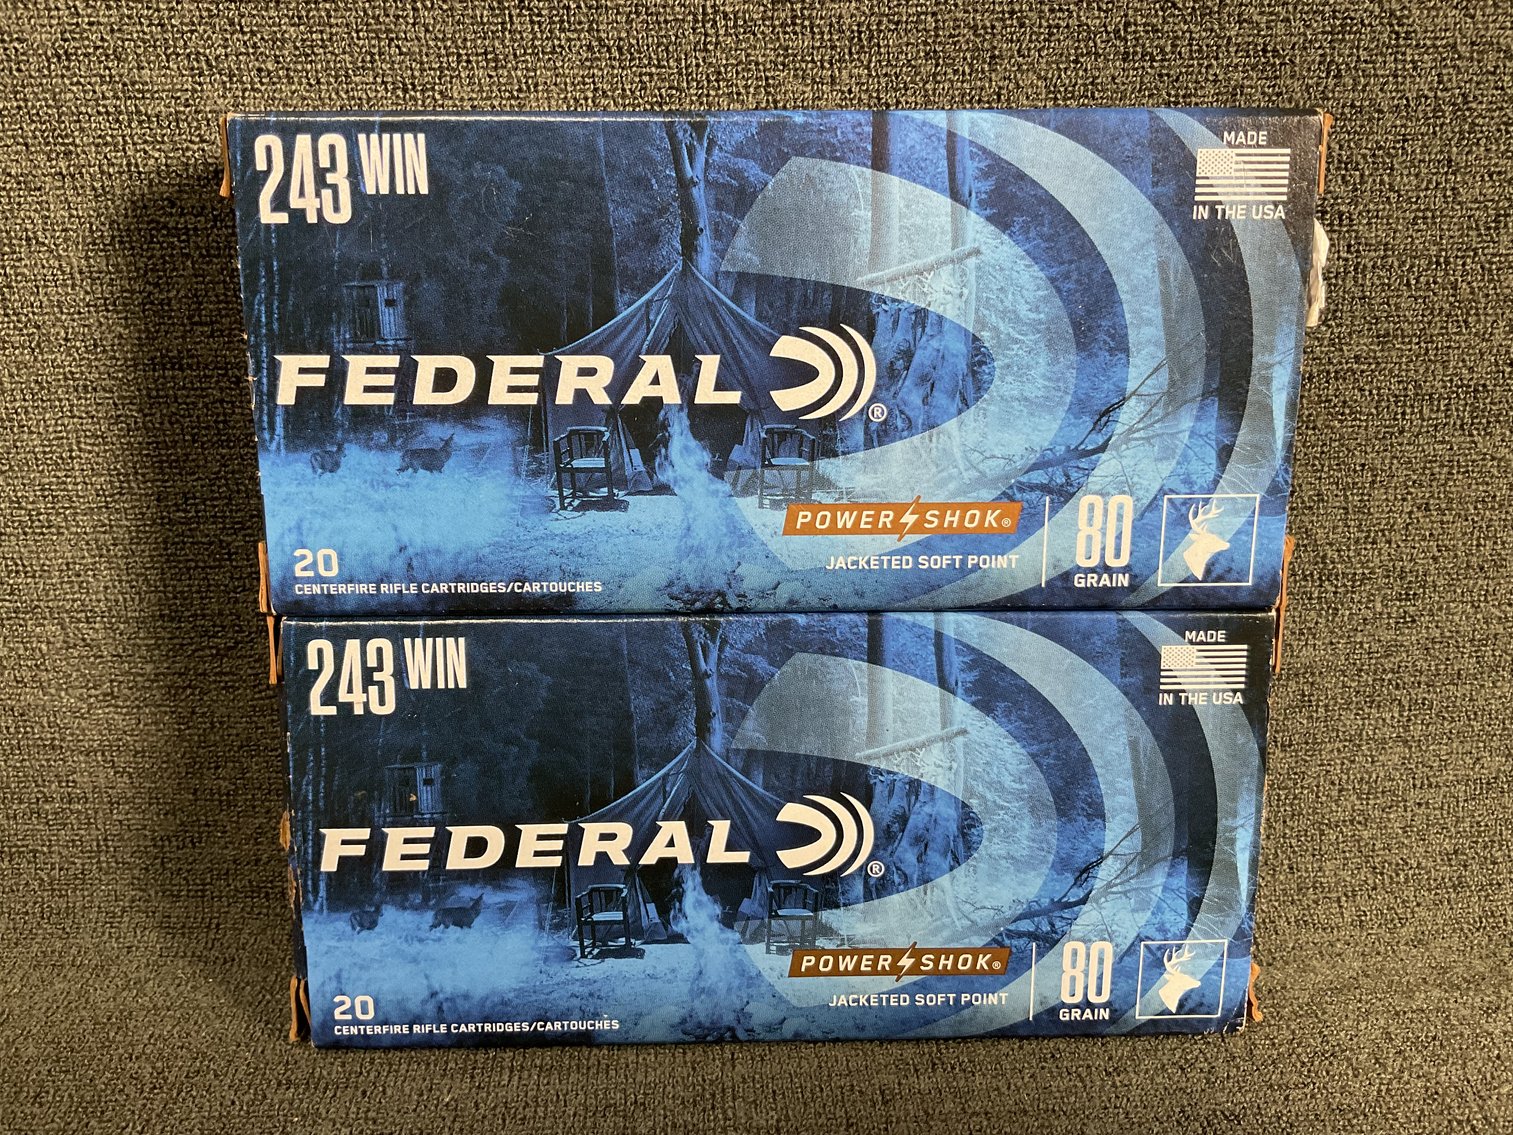 243 WIN
MADE
IN THE USA
FEDERAL ®
POWER SHOK®
JACKETED SOFT POINT
80
GRAIN
20
CENTERFIRE RIFLE CARTRIDGES/CARTOUCHES
243 WIN
MADE
IN THE USA
FEDERAL ®
POWER SHOK®
JACKETED SOFT POINT
80
GRAIN
20
CENTERFIRE RIFLE CARTRIDGES/CARTOUCHES